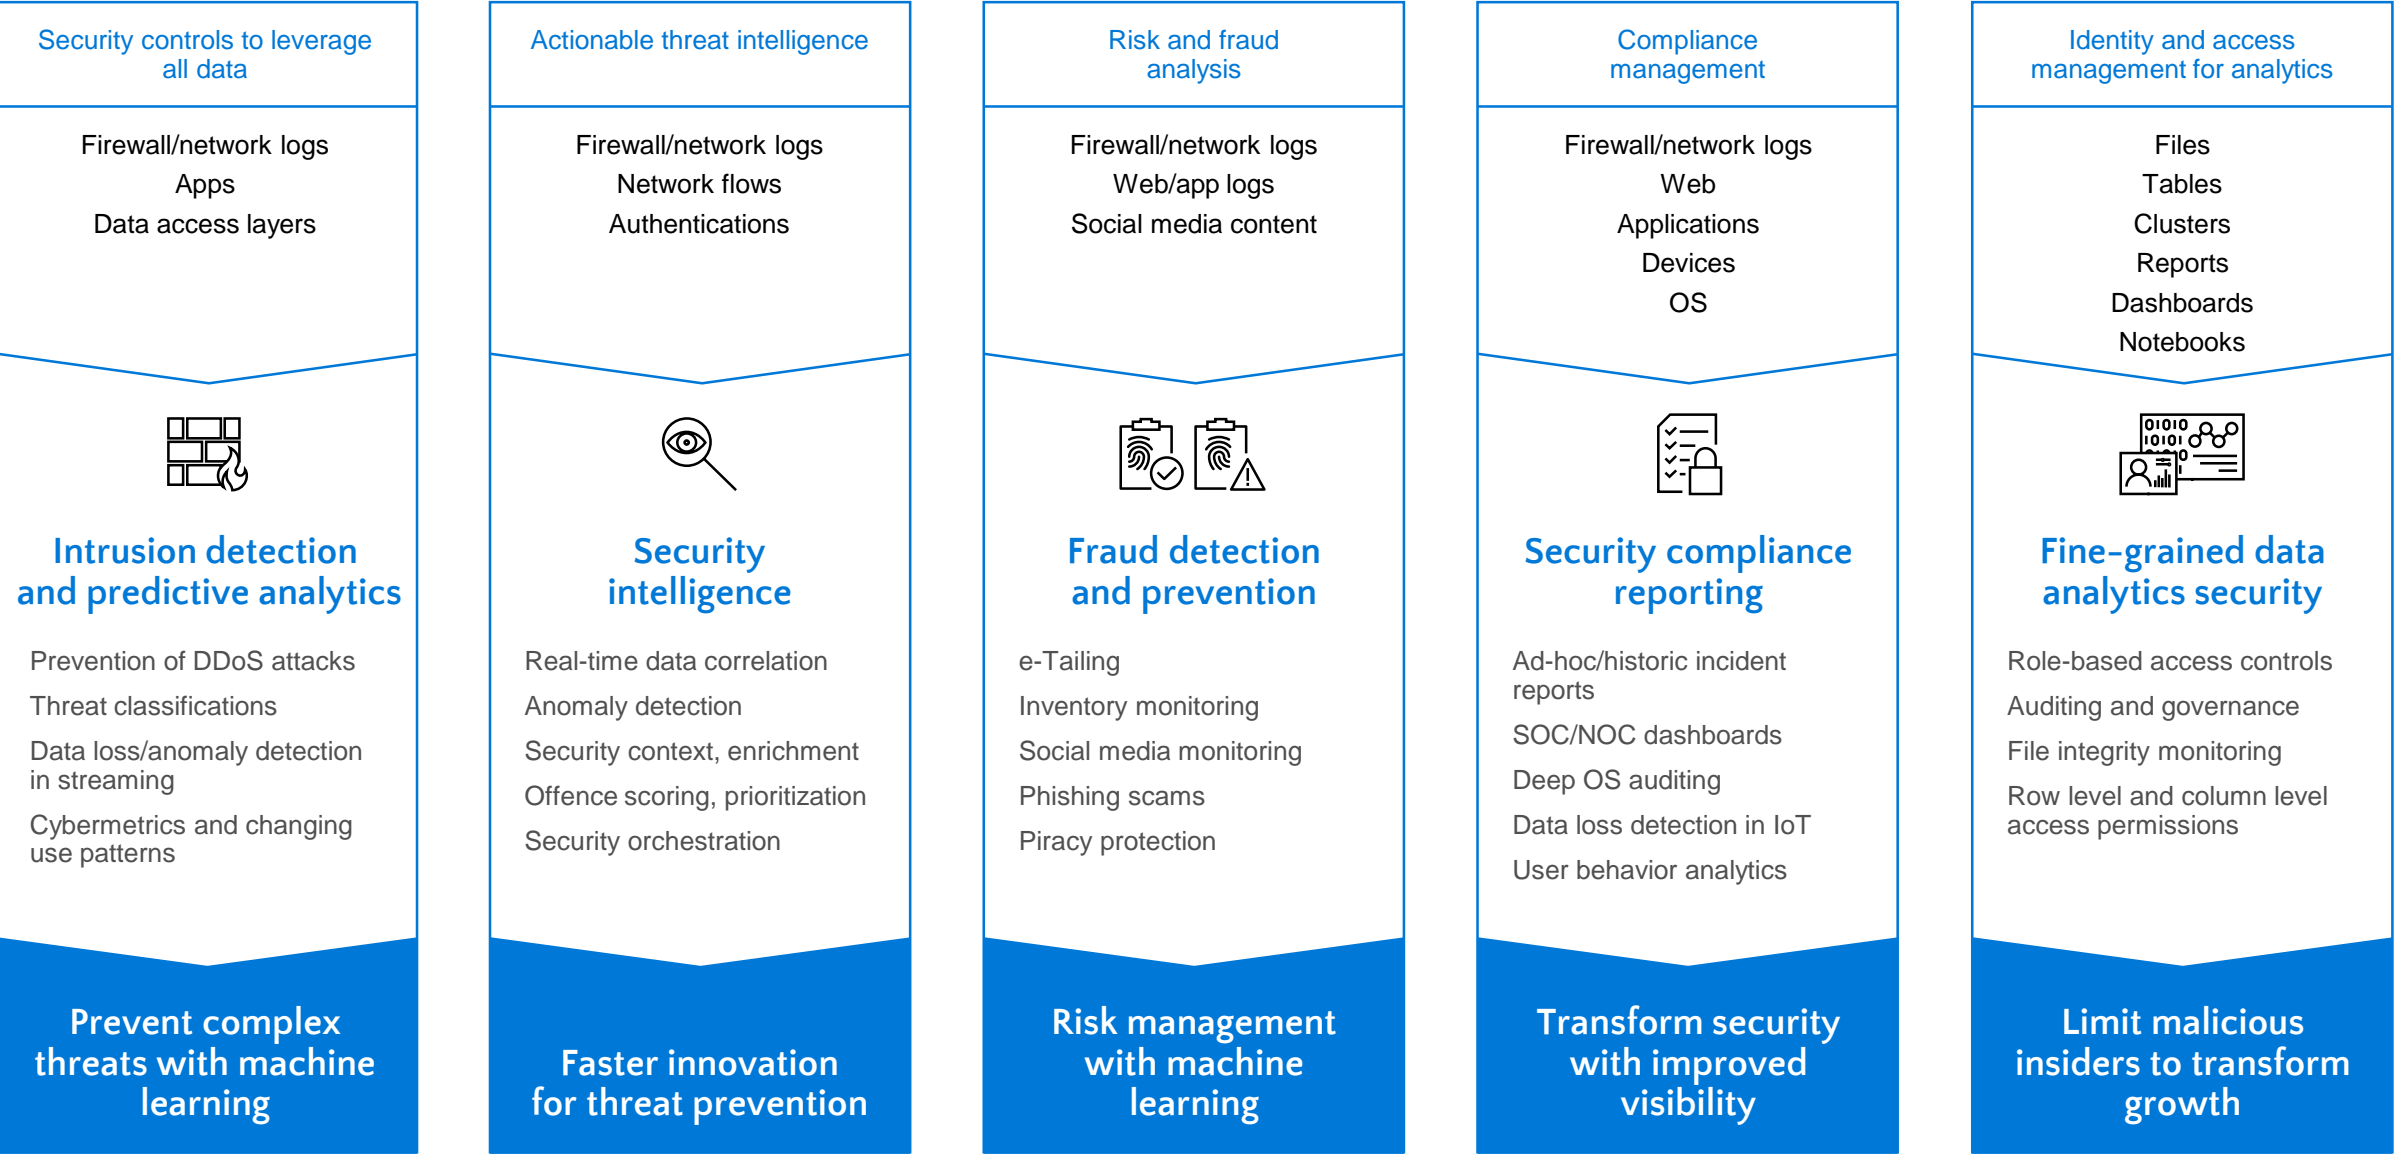 Security controls to leverage
all data
Firewall/network logs
Apps
Data access layers
Intrusion detection
and predictive analytics
Prevention of DDoS attacks
Threat classifications
Data loss/anomaly detection
in streaming
Cybermetrics and changing
use patterns
Prevent complex
threats with machine
learning
Actionable threat intelligence
Firewall/network logs
Network flows
Authentications
Security
intelligence
Real-time data correlation
Anomaly detection
Security context, enrichment
Offence scoring, prioritization
Security orchestration
Faster innovation
for threat prevention
Risk and fraud
analysis
Firewall/network logs
Web/app logs
Social media content
Fraud detection
and prevention
e-Tailing
Inventory monitoring
Social media monitoring
Phishing scams
Piracy protection
Risk management
with machine
learning
Compliance
management
Firewall/network logs
Web
Applications
Devices
OS
Security compliance
reporting
Ad-hoc/historic incident
reports
SOC/NOC dashboards
Deep OS auditing
Data loss detection in IoT
User behavior analytics
Transform security
with improved
visibility
Identity and access
management for analytics
Files
Tables
Clusters
Reports
Dashboards
Notebooks
01010
10101
Fine-grained data
analytics security
Role-based access controls
Auditing and governance
File integrity monitoring
Row level and column level
access permissions
Limit malicious
insiders to transform
growth